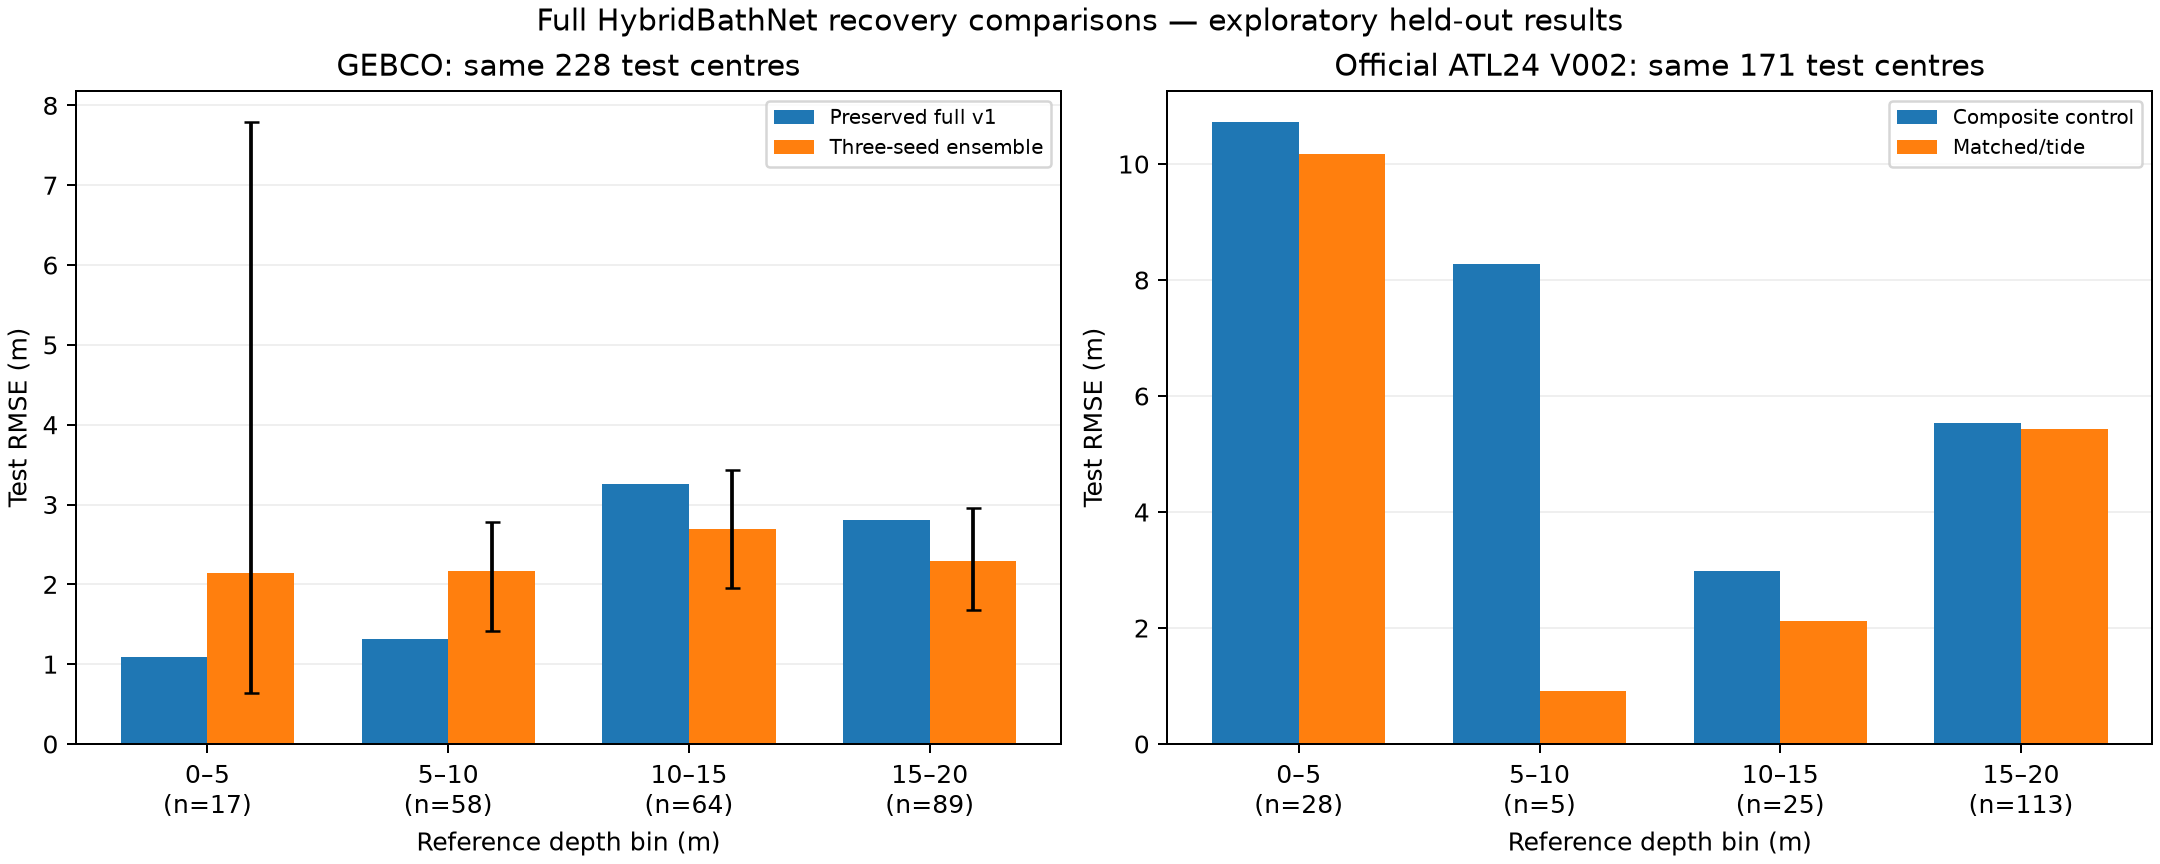 Full HybridBathNet recovery comparisons — exploratory held-out results
GEBCO: same 228 test centres
Preserved full v1
Three-seed ensemble
Test RMSE (m)
8
7
6
5
4
3
2
1
0
0–5
(n=17)
5–10
(n=58)
10–15
(n=64)
15–20
(n=89)
Reference depth bin (m)
Official ATL24 V002: same 171 test centres
Composite control
Matched/tide
Test RMSE (m)
10
8
6
4
2
0
0–5
(n=28)
5–10
(n=5)
10–15
(n=25)
15–20
(n=113)
Reference depth bin (m)